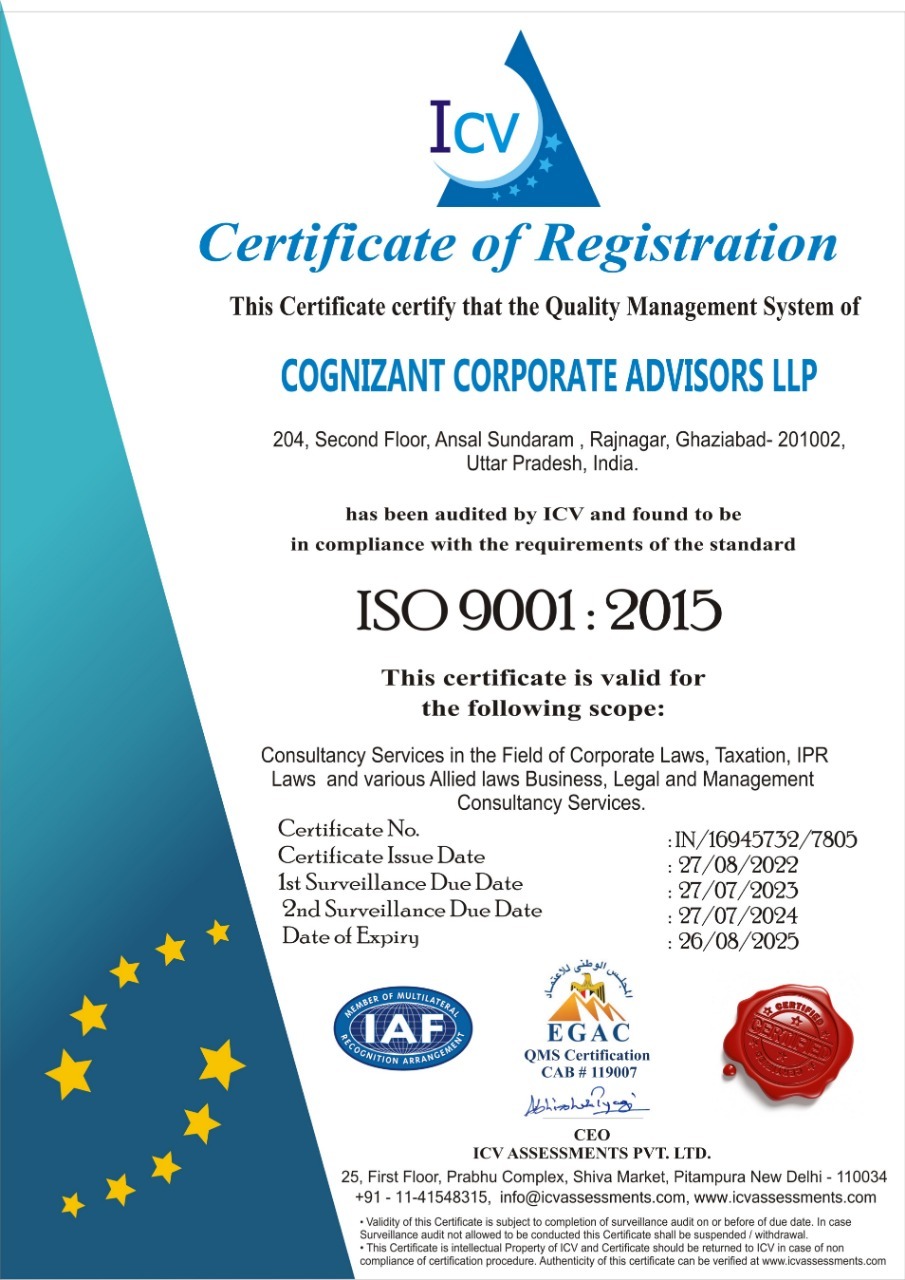 ICV
Certificate of Registration
This Certificate certify that the Quality Management System of
COGNIZANT CORPORATE ADVISORS LLP
204, Second Floor, Ansal Sundaram , Rajnagar, Ghaziabad- 201002,
Uttar Pradesh, India.
has been audited by ICV and found to be
in compliance with the requirements of the standard
ISO 9001 : 2015
This certificate is valid for
the following scope:
Consultancy Services in the Field of Corporate Laws, Taxation, IPR
Laws and various Allied laws Business, Legal and Management
Consultancy Services.
Certificate No. : IN/16945732/7805
Certificate Issue Date : 27/08/2022
1st Surveillance Due Date : 27/07/2023
2nd Surveillance Due Date : 27/07/2024
Date of Expiry : 26/08/2025
MEMBER OF MULTILATERAL
IAF
RECOGNITION ARRANGEMENT
المجلس الوطني للاعتماد
EGAC
QMS Certification
CAB # 119007
CERTIFIED
CERTIFIED
Abhishek Tyagi
CEO
ICV ASSESSMENTS PVT. LTD.
25, First Floor, Prabhu Complex, Shiva Market, Pitampura New Delhi - 110034
+91 - 11-41548315, info@icvassessments.com, www.icvassessments.com
• Validity of this Certificate is subject to completion of surveillance audit on or before of due date. In case
Surveillance audit not allowed to be conducted this Certificate shall be suspended / withdrawal.
• This Certificate is intellectual Property of ICV and Certificate should be returned to ICV in case of non
compliance of certification procedure. Authenticity of this certificate can be verified at www.icvassessments.com